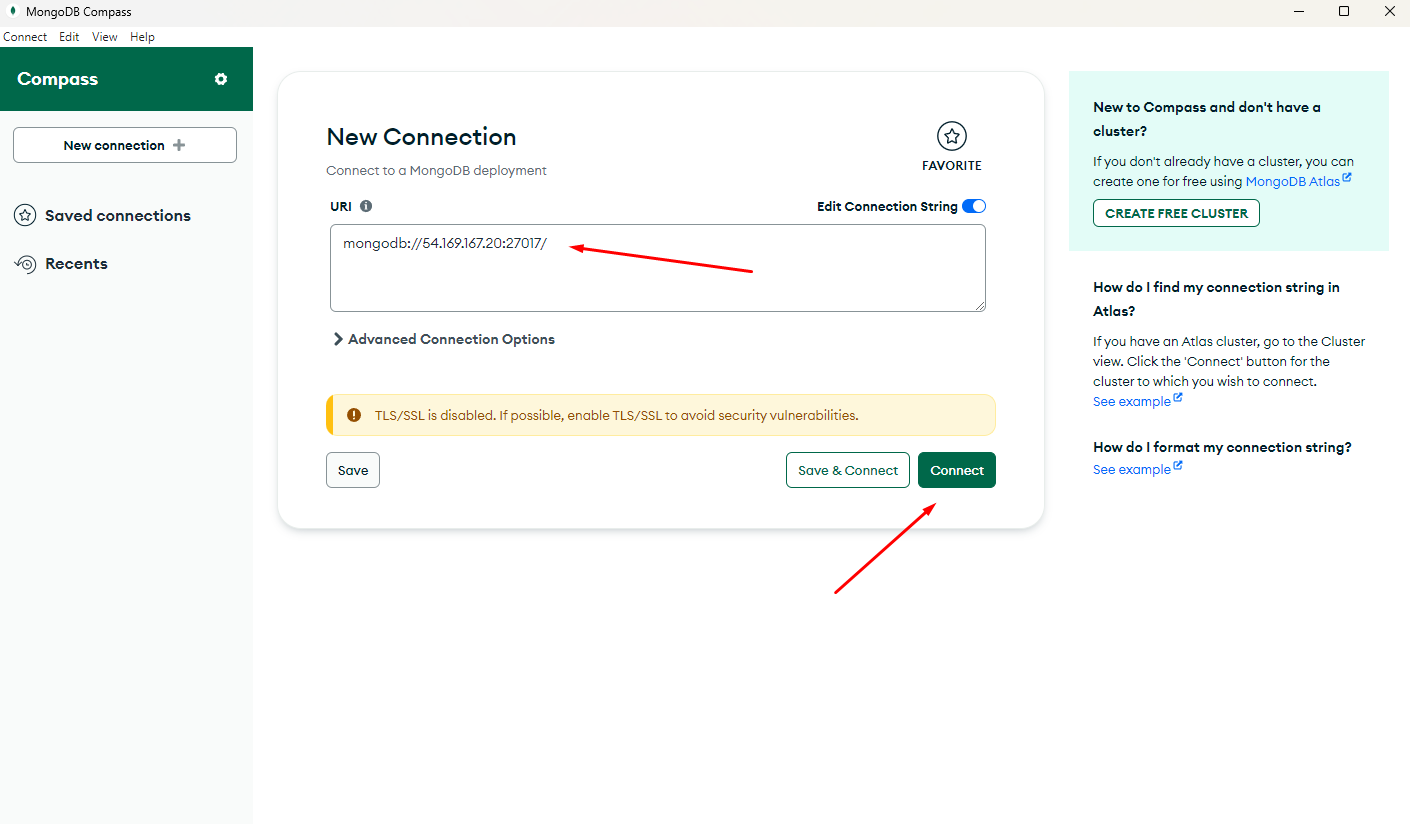 MongoDB Compass
Connect Edit View Help
Compass
New connection
Saved connections
Recents
New Connection
Connect to a MongoDB deployment
FAVORITE
URI
Edit Connection String
mongodb://54.169.167.20:27017/
Advanced Connection Options
TLS/SSL is disabled. If possible, enable TLS/SSL to avoid security vulnerabilities.
Save
Save & Connect
Connect
New to Compass and don't have a
cluster?
If you don't already have a cluster, you can
create one for free using MongoDB Atlas
CREATE FREE CLUSTER
How do I find my connection string in
Atlas?
If you have an Atlas cluster, go to the Cluster
view. Click the 'Connect' button for the
cluster to which you wish to connect.
See example
How do I format my connection string?
See example